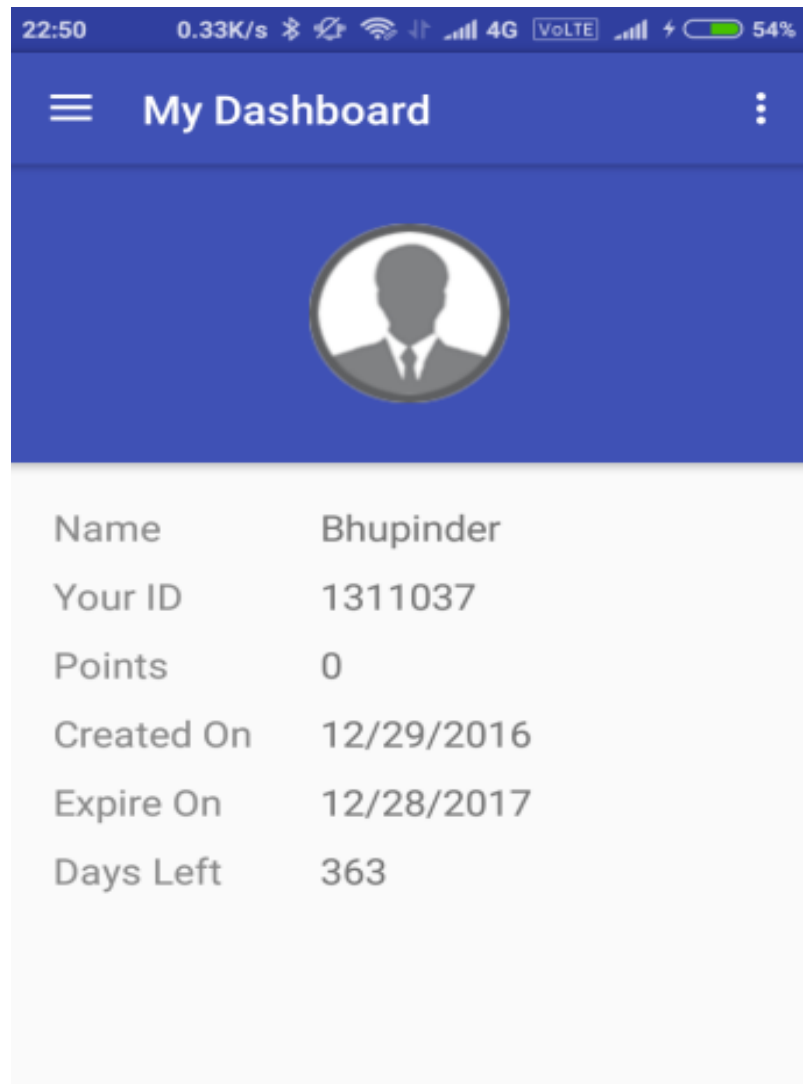 22:50 0.33K/s 4G VoLTE 54%
My Dashboard
Name Bhupinder
Your ID 1311037
Points 0
Created On 12/29/2016
Expire On 12/28/2017
Days Left 363